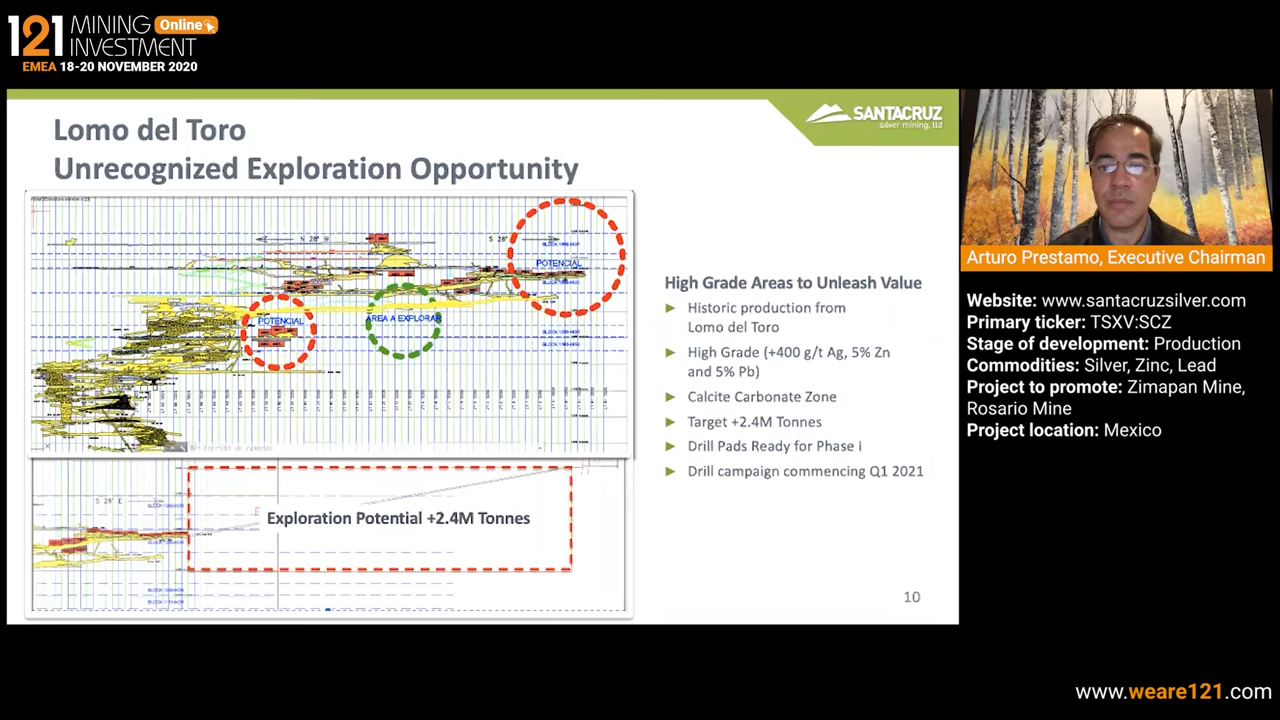 121 MINING INVESTMENT Online
EMEA 18-20 NOVEMBER 2020
SANTACRUZ
silver mining, ltd
Lomo del Toro
Unrecognized Exploration Opportunity
N 28° W
S 28°
POTENCIAL
POTENCIAL
AREA A EXPLORAR
S 28° E
Exploration Potential +2.4M Tonnes
High Grade Areas to Unleash Value
Historic production from
Lomo del Toro
High Grade (+400 g/t Ag, 5% Zn
and 5% Pb)
Calcite Carbonate Zone
Target +2.4M Tonnes
Drill Pads Ready for Phase i
Drill campaign commencing Q1 2021
10
Arturo Prestamo, Executive Chairman
Website: www.santacruzsilver.com
Primary ticker: TSXV:SCZ
Stage of development: Production
Commodities: Silver, Zinc, Lead
Project to promote: Zimapan Mine,
Rosario Mine
Project location: Mexico
www.weare121.com